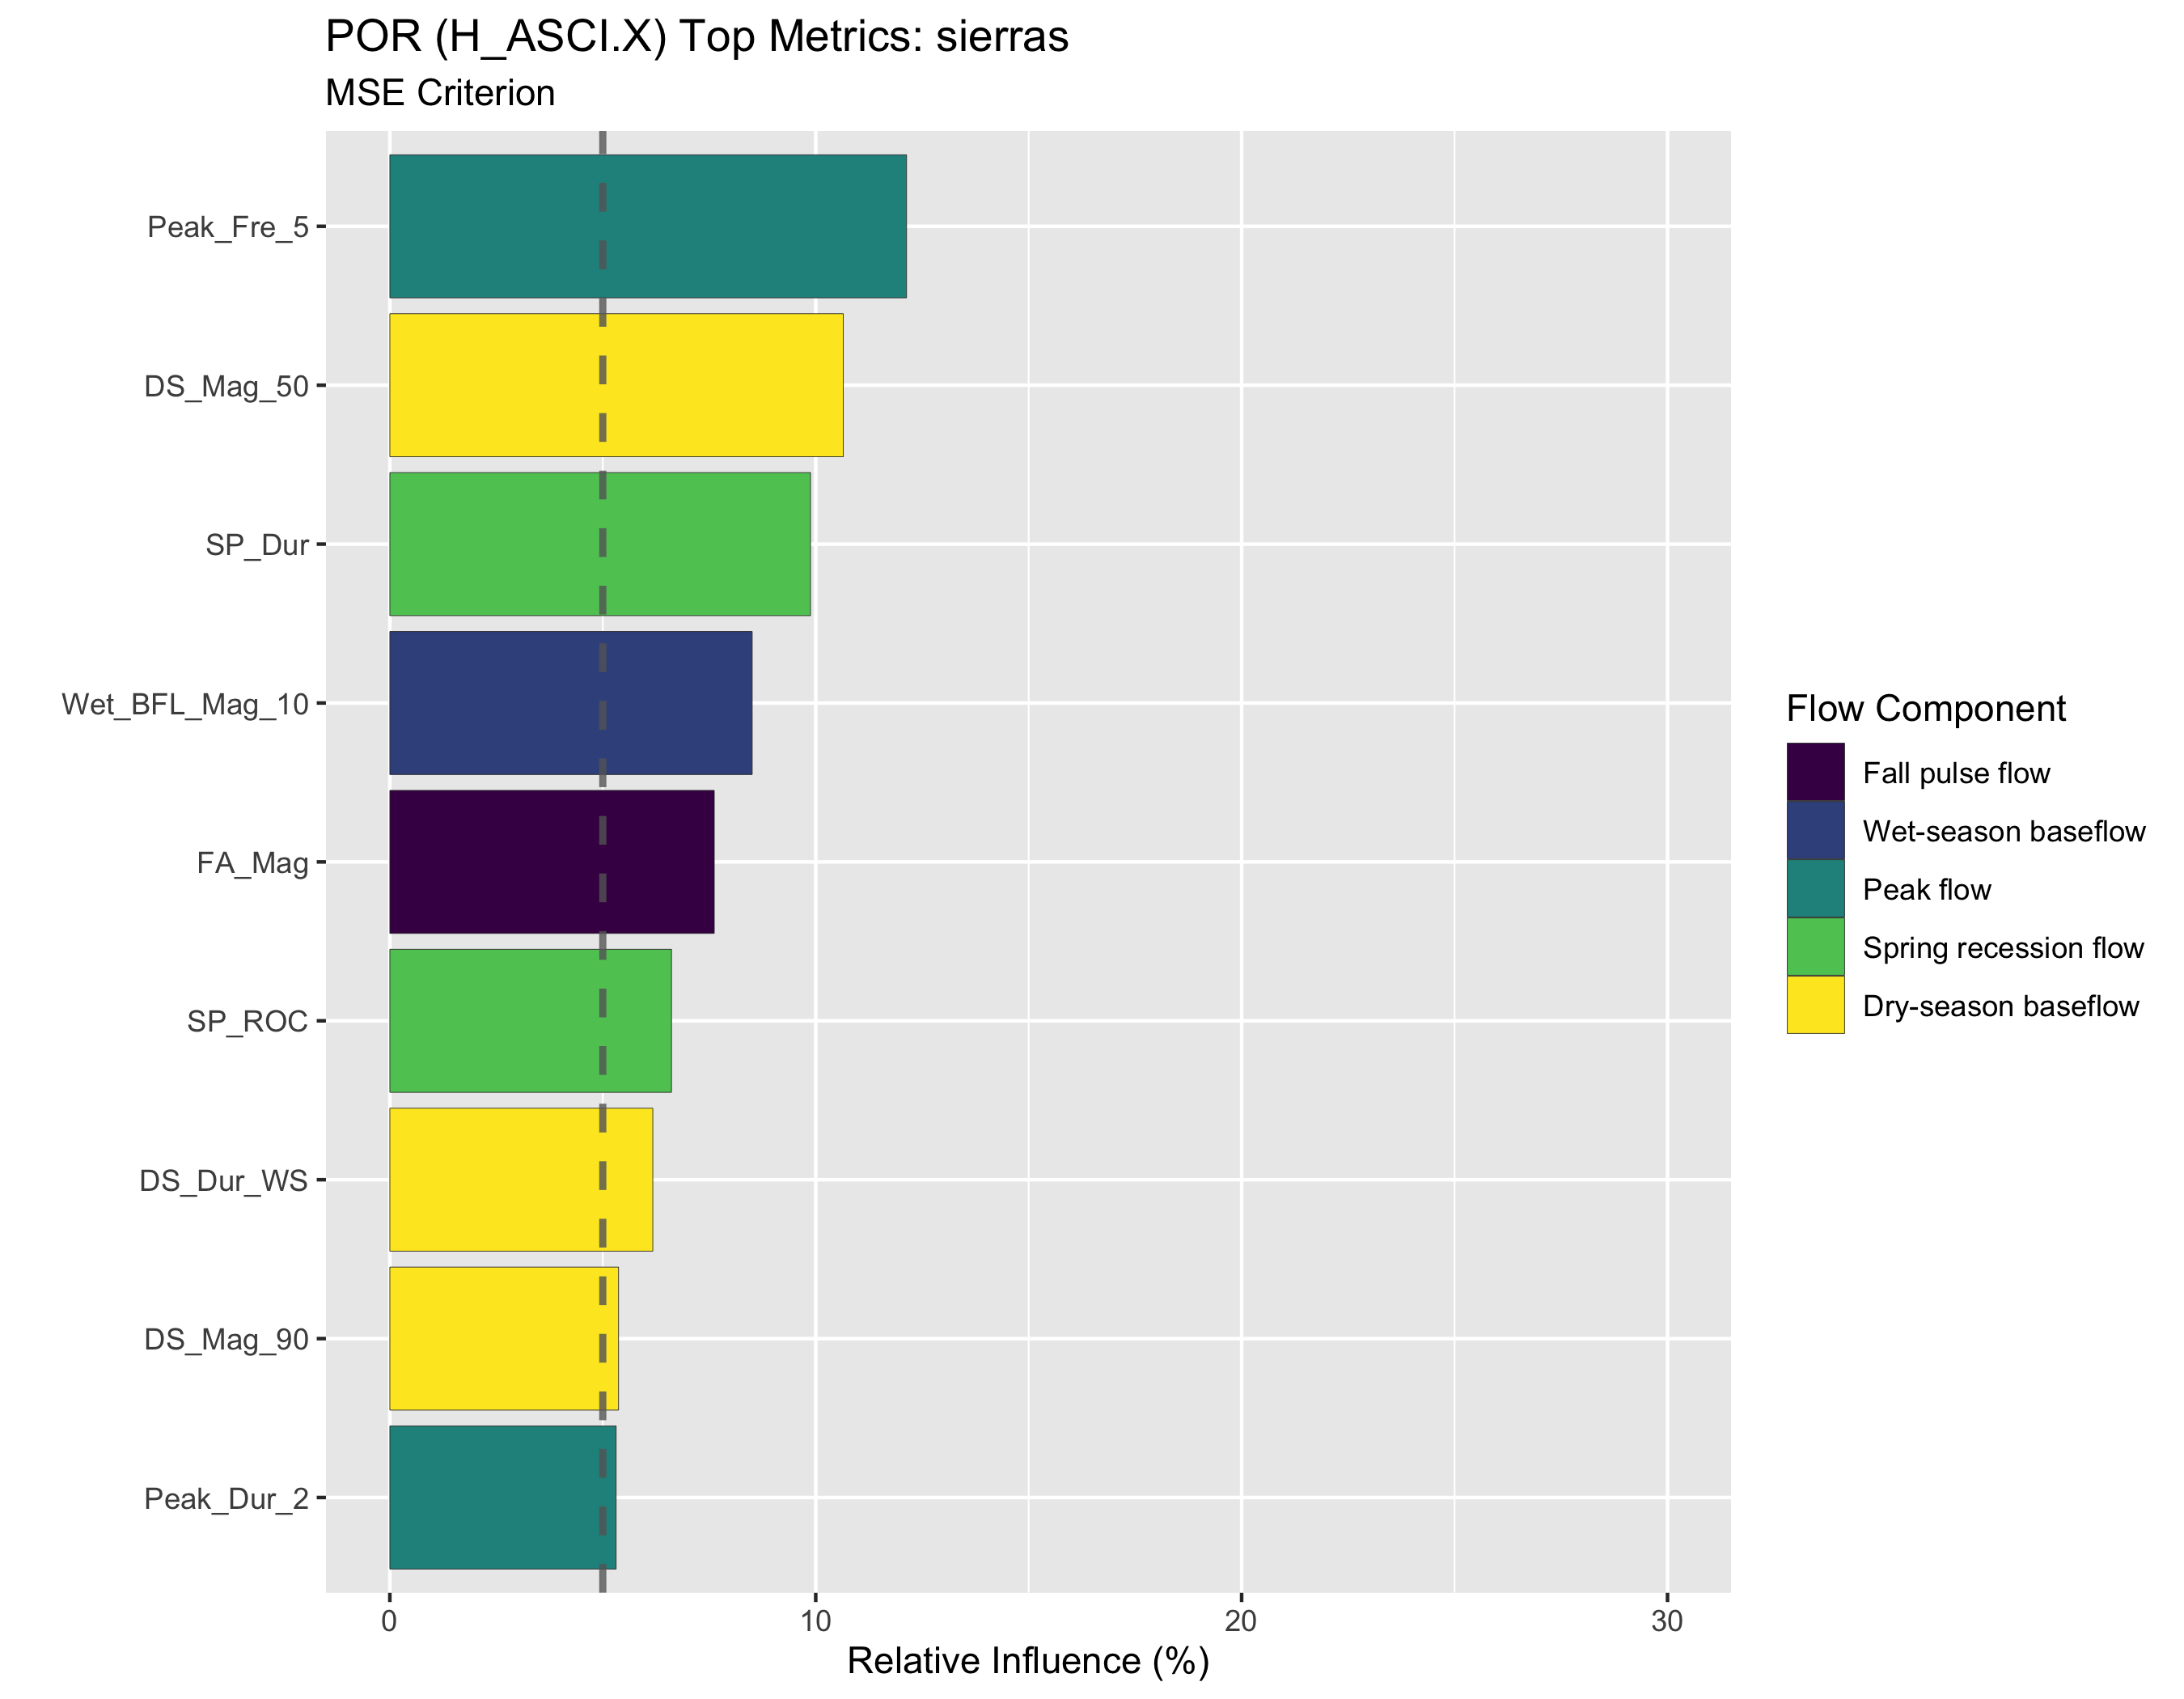 POR (H_ASCI.X) Top Metrics: sierras
MSE Criterion
Peak_Fre_5
DS_Mag_50
SP_Dur
Wet_BFL_Mag_10
FA_Mag
SP_ROC
DS_Dur_WS
DS_Mag_90
Peak_Dur_2
0 10 20 30
Relative Influence (%)
Flow Component
Fall pulse flow
Wet-season baseflow
Peak flow
Spring recession flow
Dry-season baseflow